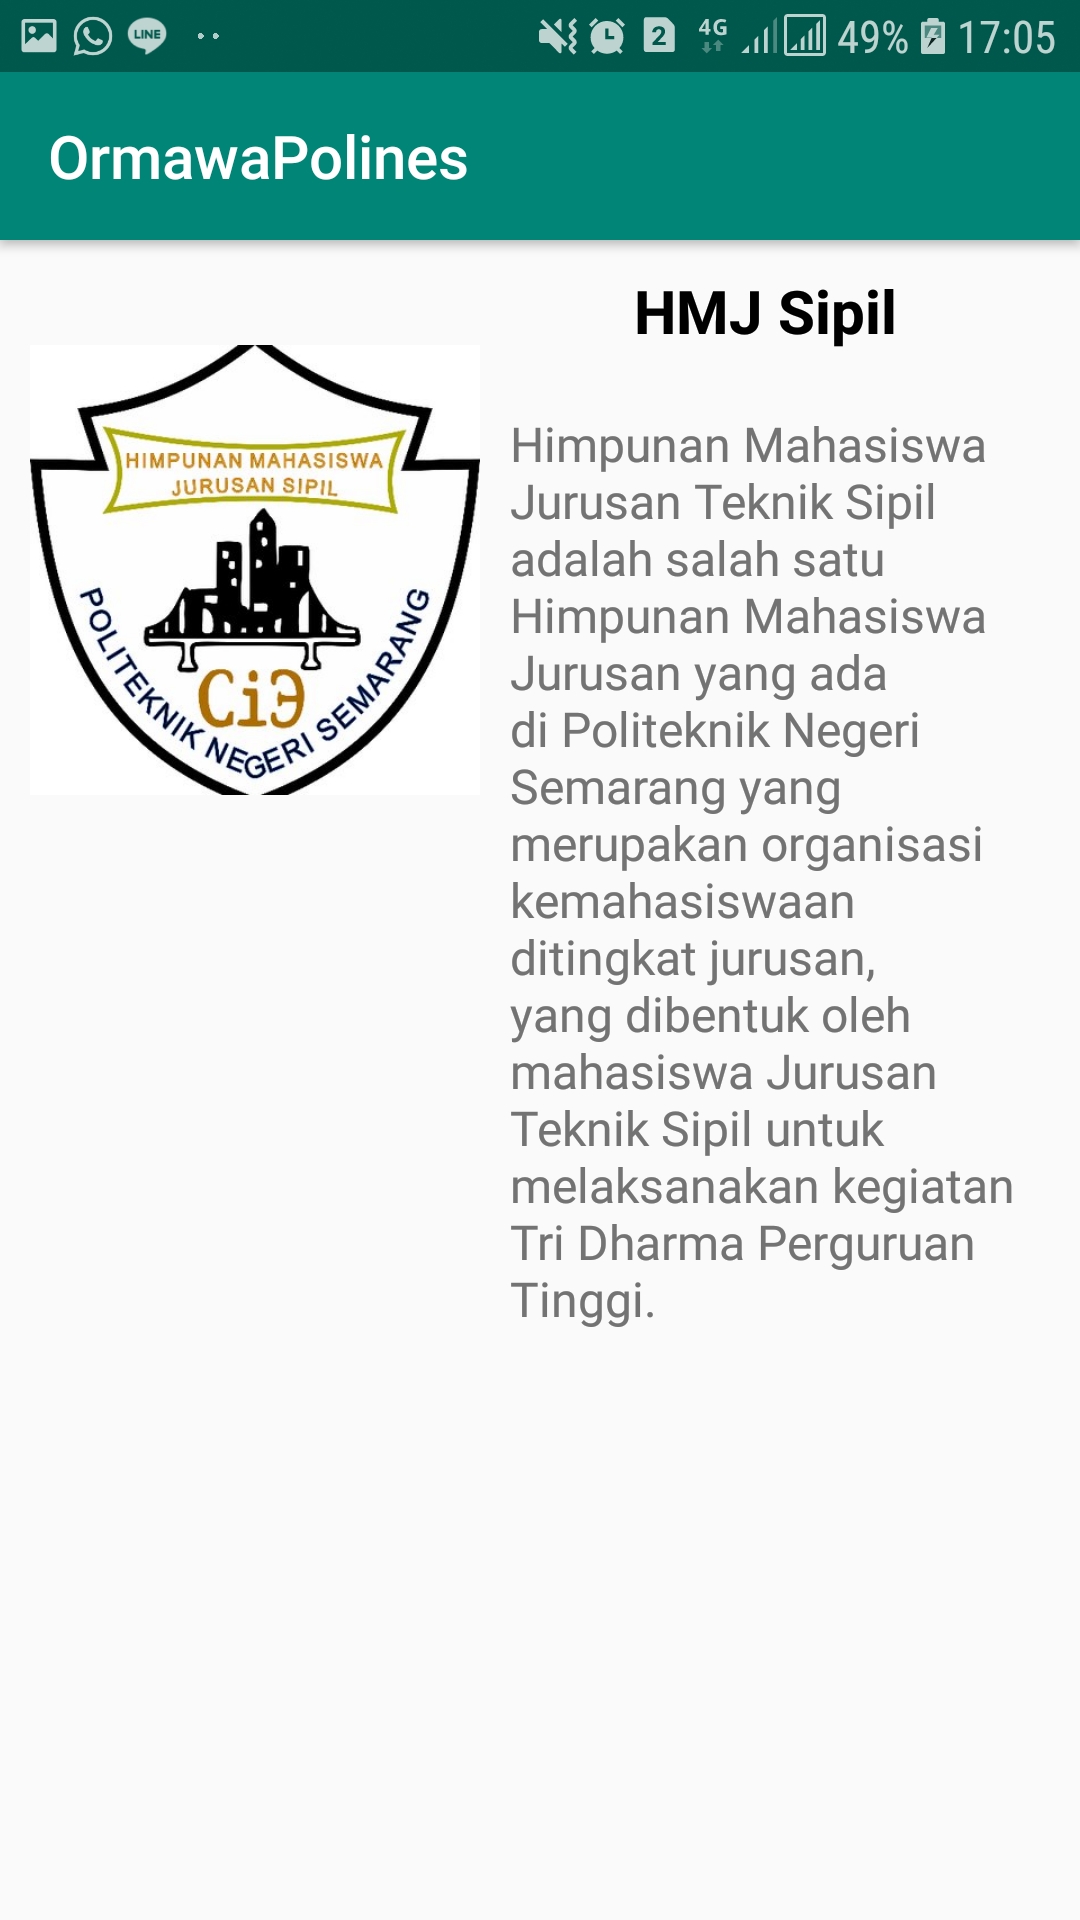 LINE
2
4G
49%
17:05
OrmawaPolines
HMJ Sipil
HIMPUNAN MAHASISWA
JURUSAN SIPIL
CiЭ
POLITEKNIK NEGERI SEMARANG
Himpunan Mahasiswa
Jurusan Teknik Sipil
adalah salah satu
Himpunan Mahasiswa
Jurusan yang ada
di Politeknik Negeri
Semarang yang
merupakan organisasi
kemahasiswaan
ditingkat jurusan,
yang dibentuk oleh
mahasiswa Jurusan
Teknik Sipil untuk
melaksanakan kegiatan
Tri Dharma Perguruan
Tinggi.